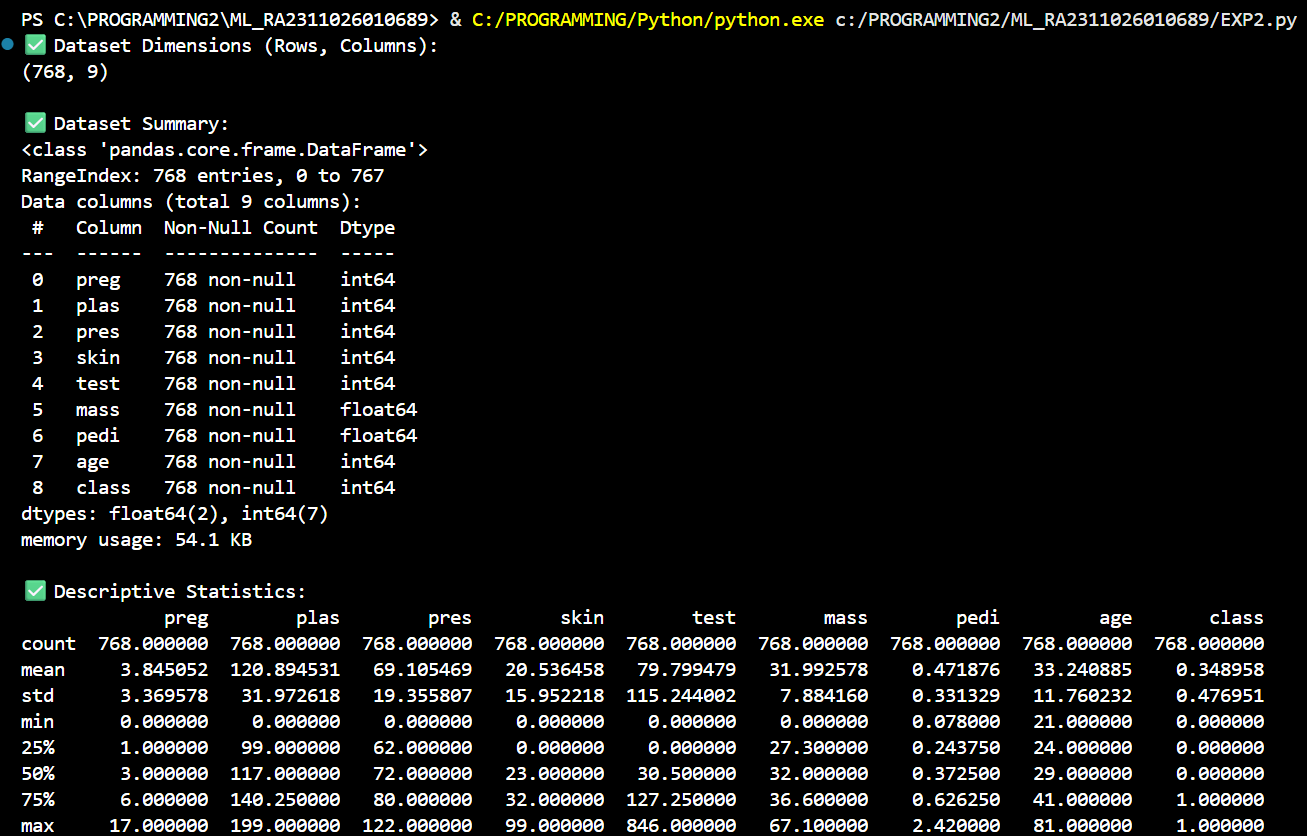 PS C:\PROGRAMMING2\ML_RA2311026010689> & C:/PROGRAMMING/Python/python.exe c:/PROGRAMMING2/ML_RA2311026010689/EXP2.py
✅ Dataset Dimensions (Rows, Columns):
(768, 9)

✅ Dataset Summary:
<class 'pandas.core.frame.DataFrame'>
RangeIndex: 768 entries, 0 to 767
Data columns (total 9 columns):
 #   Column  Non-Null Count  Dtype
---  ------  --------------  -----
 0   preg    768 non-null    int64
 1   plas    768 non-null    int64
 2   pres    768 non-null    int64
 3   skin    768 non-null    int64
 4   test    768 non-null    int64
 5   mass    768 non-null    float64
 6   pedi    768 non-null    float64
 7   age     768 non-null    int64
 8   class   768 non-null    int64
dtypes: float64(2), int64(7)
memory usage: 54.1 KB

✅ Descriptive Statistics:
             preg        plas        pres        skin        test        mass        pedi         age       class
count  768.000000  768.000000  768.000000  768.000000  768.000000  768.000000  768.000000  768.000000  768.000000
mean     3.845052  120.894531   69.105469   20.536458   79.799479   31.992578    0.471876   33.240885    0.348958
std      3.369578   31.972618   19.355807   15.952218  115.244002    7.884160    0.331329   11.760232    0.476951
min      0.000000    0.000000    0.000000    0.000000    0.000000    0.000000    0.078000   21.000000    0.000000
25%      1.000000   99.000000   62.000000    0.000000    0.000000   27.300000    0.243750   24.000000    0.000000
50%      3.000000  117.000000   72.000000   23.000000   30.500000   32.000000    0.372500   29.000000    0.000000
75%      6.000000  140.250000   80.000000   32.000000  127.250000   36.600000    0.626250   41.000000    1.000000
max     17.000000  199.000000  122.000000   99.000000  846.000000   67.100000    2.420000   81.000000    1.000000